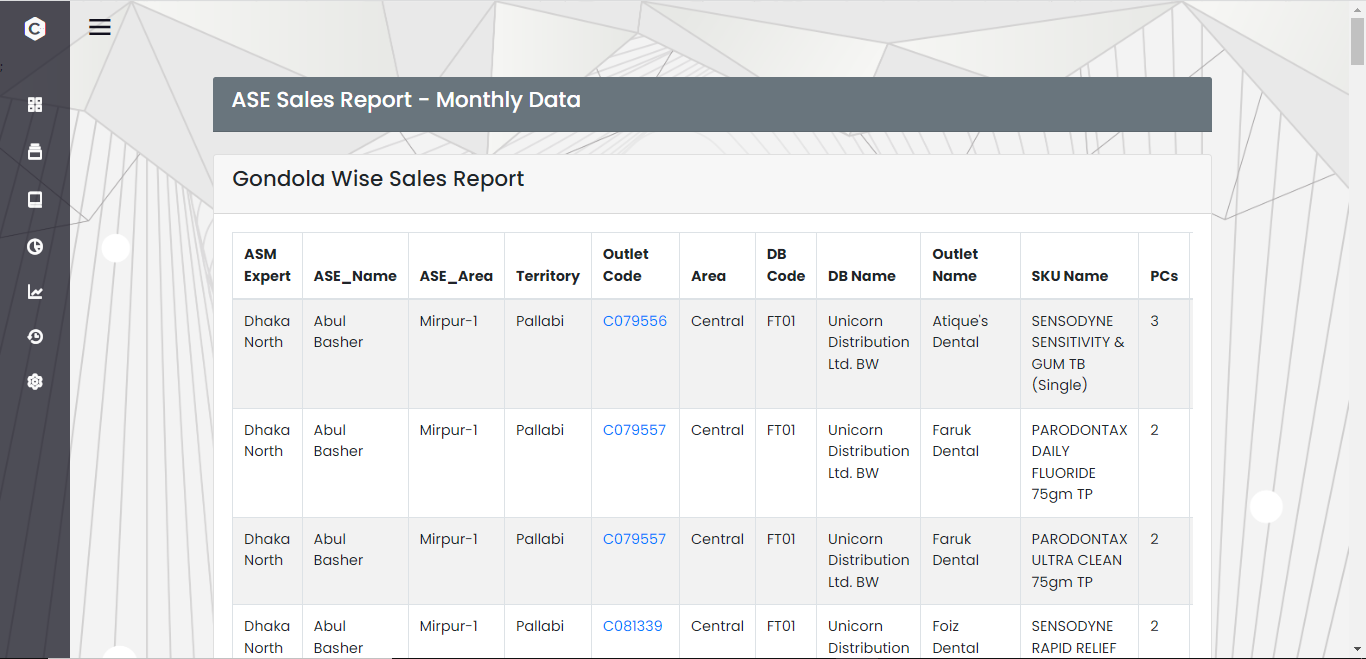 C
;
ASE Sales Report - Monthly Data
Gondola Wise Sales Report
ASM Expert ASE_Name ASE_Area Territory Outlet Code Area DB Code DB Name Outlet Name SKU Name PCs
Dhaka North Abul Basher Mirpur-1 Pallabi C079556 Central FT01 Unicorn Distribution Ltd. BW Atique's Dental SENSODYNE SENSITIVITY & GUM TB (Single) 3
Dhaka North Abul Basher Mirpur-1 Pallabi C079557 Central FT01 Unicorn Distribution Ltd. BW Faruk Dental PARODONTAX DAILY FLUORIDE 75gm TP 2
Dhaka North Abul Basher Mirpur-1 Pallabi C079557 Central FT01 Unicorn Distribution Ltd. BW Faruk Dental PARODONTAX ULTRA CLEAN 75gm TP 2
Dhaka North Abul Basher Mirpur-1 Pallabi C081339 Central FT01 Unicorn Distribution Foiz Dental SENSODYNE RAPID RELIEF 2